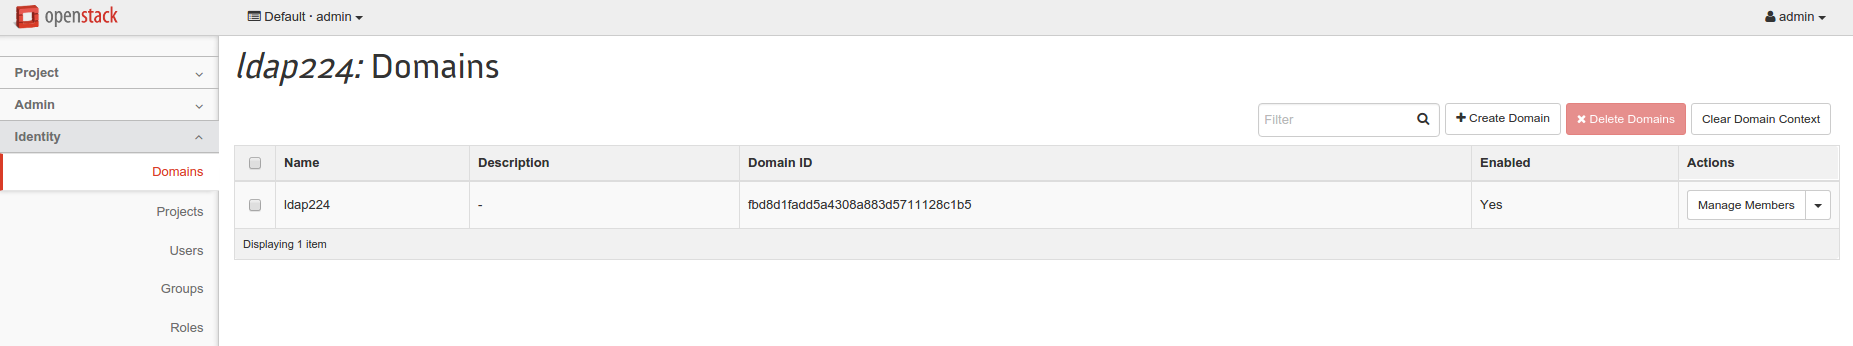 openstack
Default · admin
admin
Project
Admin
Identity
Domains
Projects
Users
Groups
Roles
ldap224: Domains
Filter
Create Domain
Delete Domains
Clear Domain Context
Name Description Domain ID Enabled Actions
ldap224 - fbd8d1fadd5a4308a883d5711128c1b5 Yes Manage Members
Displaying 1 item